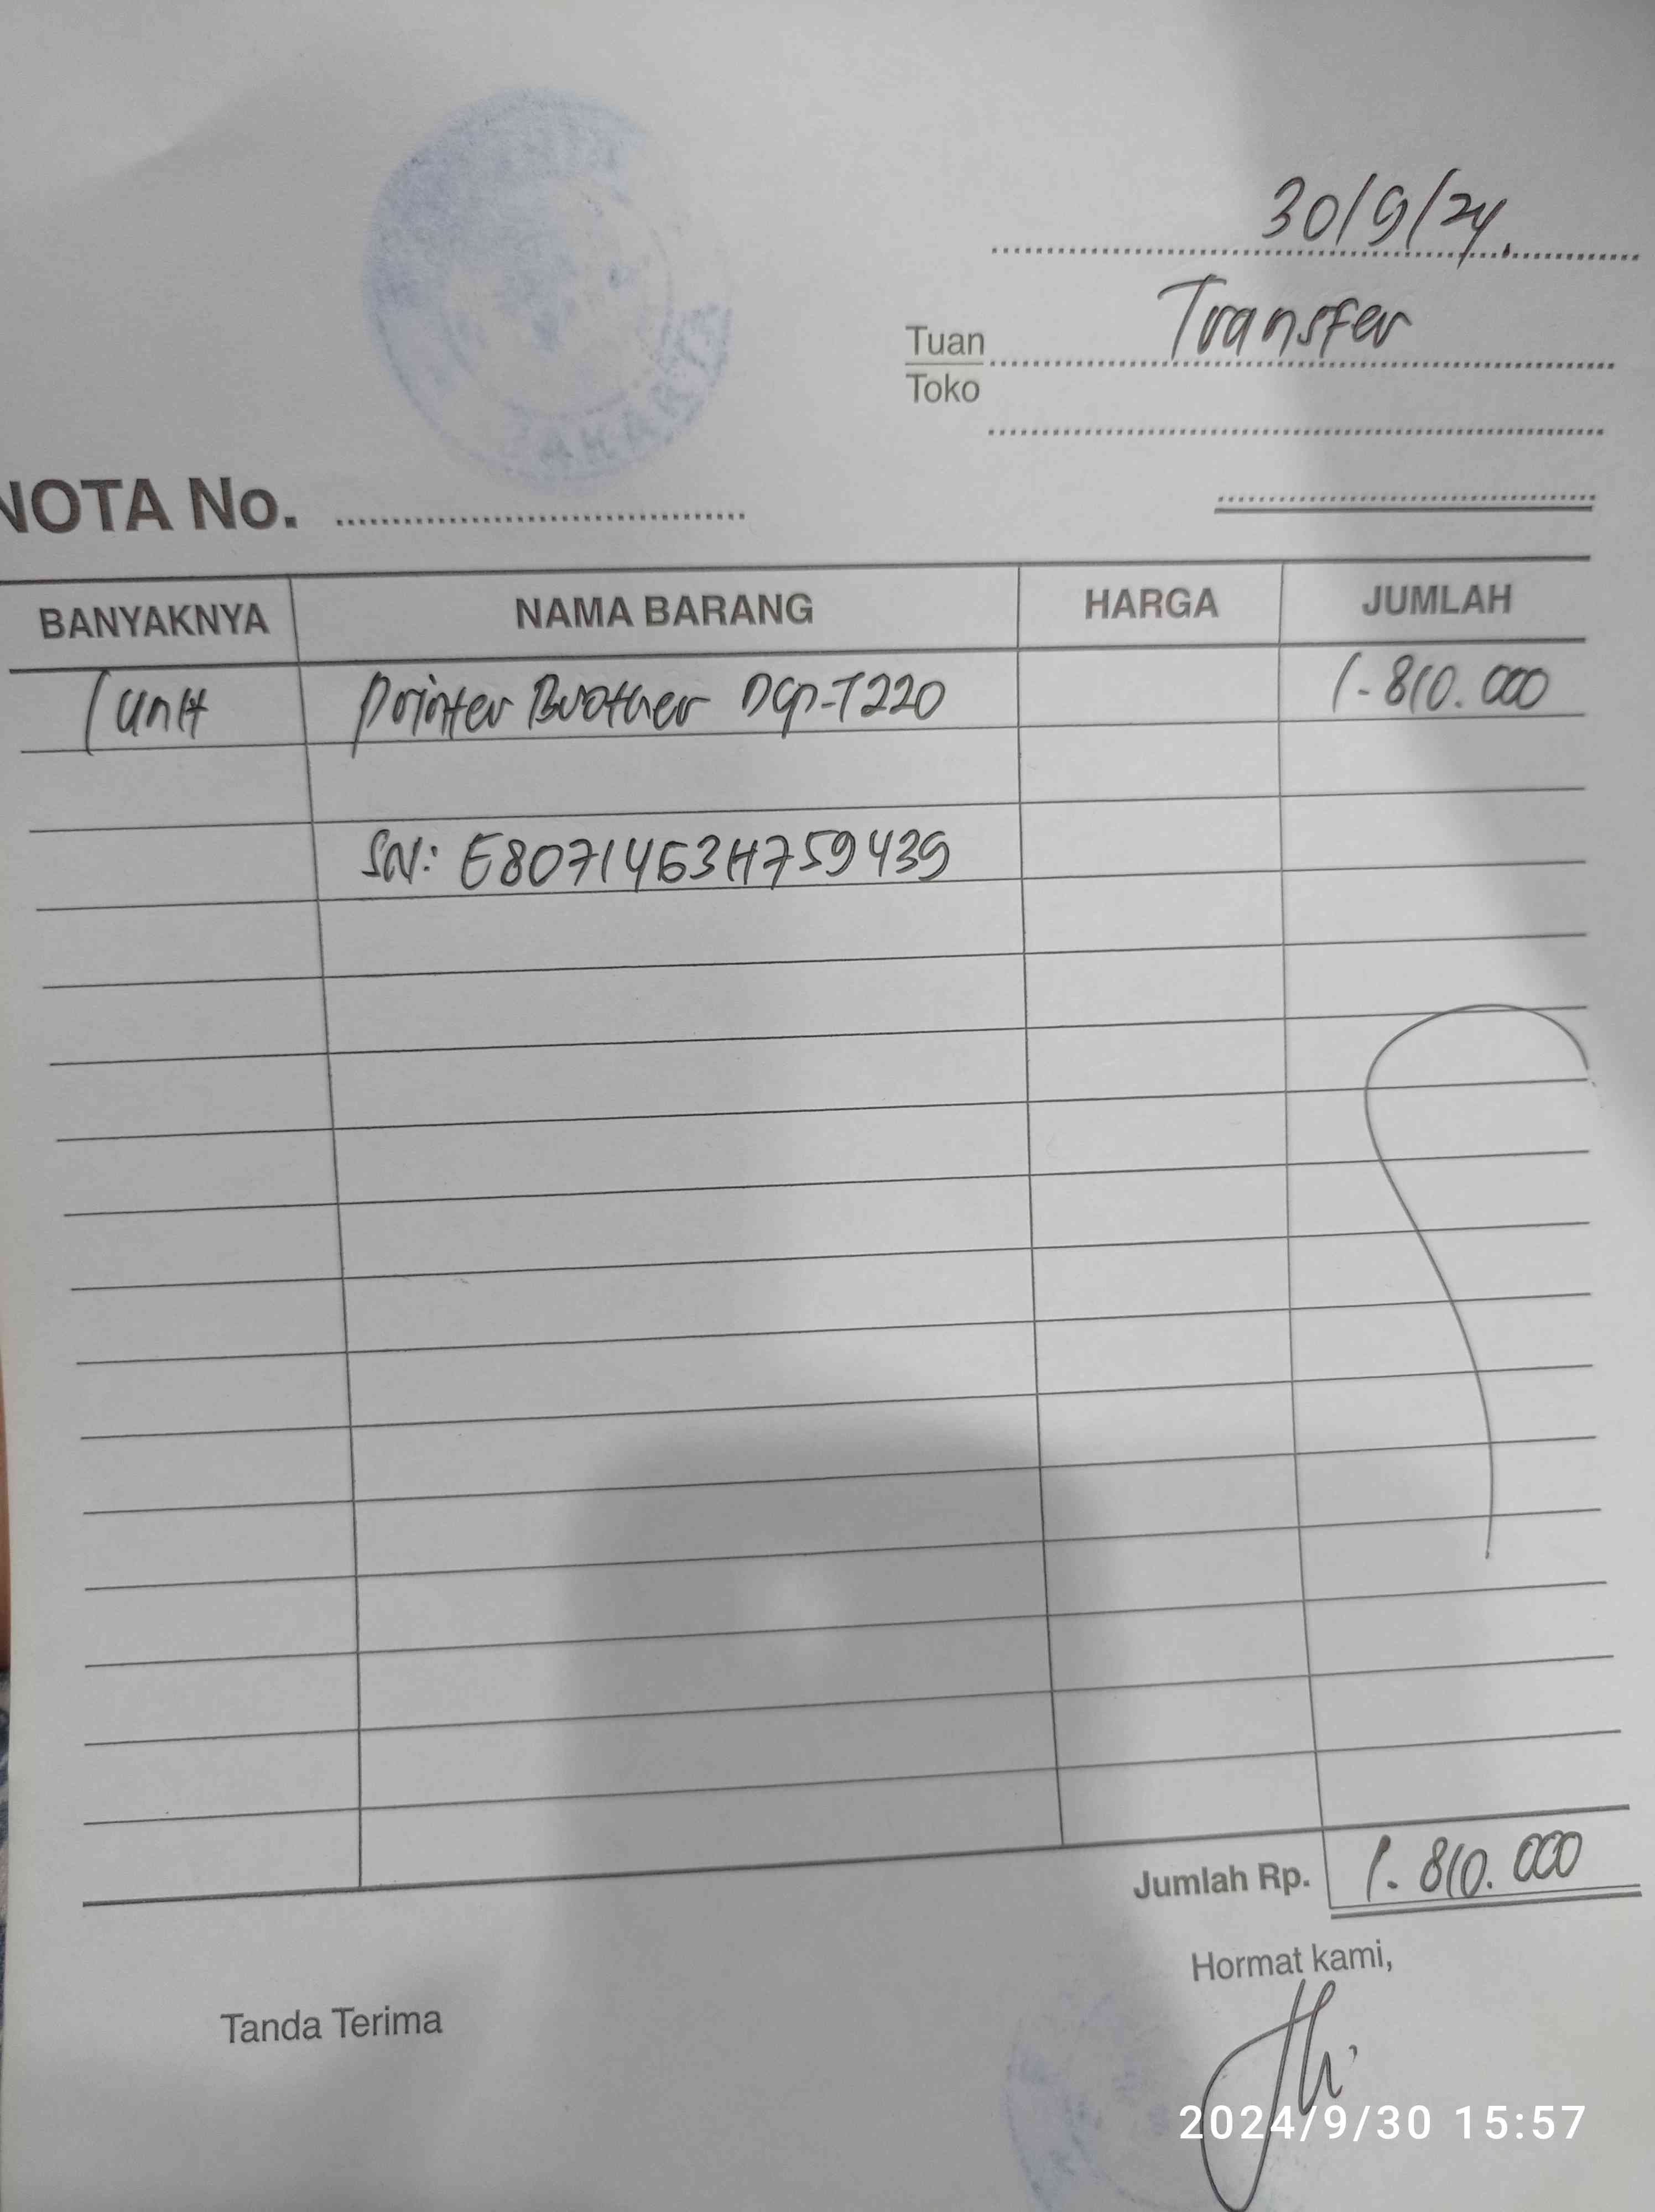 30/9/24.
Tuan Transfer
Toko
NOTA No.
BANYAKNYA NAMA BARANG HARGA JUMLAH
1 unit Printer Brother DCP-T220 1.810.000
SN: E80714G3H759439
Jumlah Rp. 1.810.000
Hormat kami,
Tanda Terima
2024/9/30 15:57